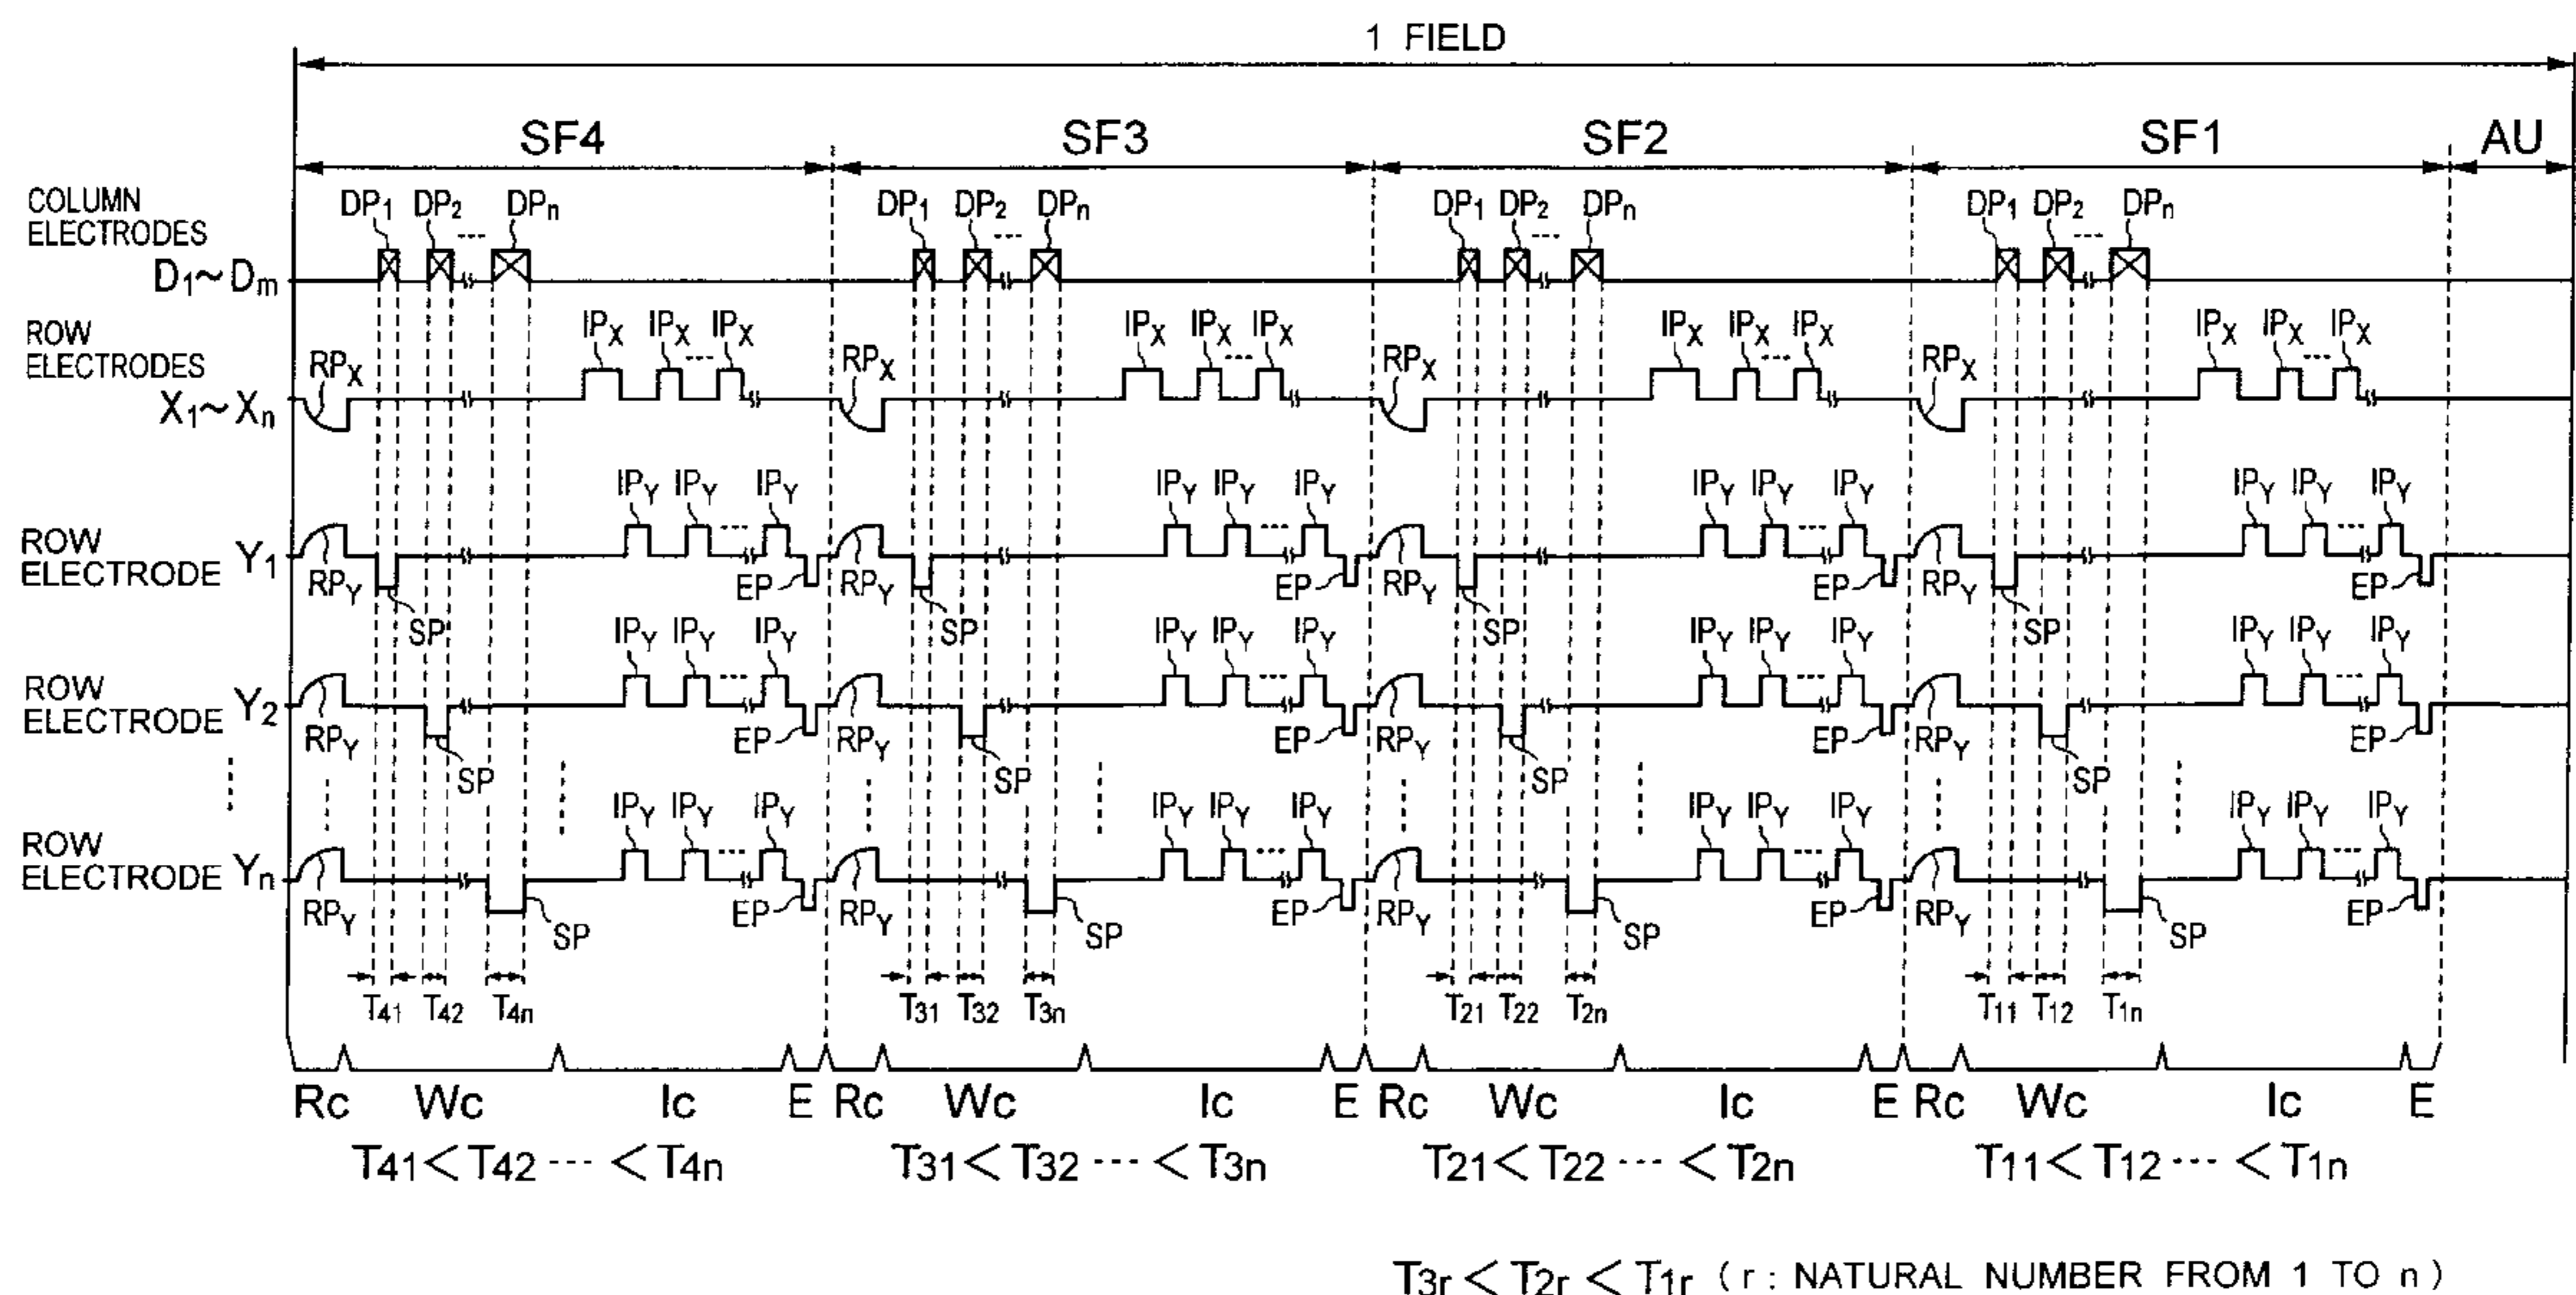 1 FIELD
SF4 SF3 SF2 SF1 AU
COLUMN
ELECTRODES
D1~Dm
DP1 DP2 ... DPn DP1 DP2 ... DPn DP1 DP2 ... DPn DP1 DP2 ... DPn
ROW
ELECTRODES
X1~Xn
RPX IPX IPX ... IPX RPX IPX IPX ... IPX RPX IPX IPX ... IPX RPX IPX IPX ... IPX
IPY IPY ... IPY IPY IPY ... IPY IPY IPY ... IPY IPY IPY ... IPY
ROW
ELECTRODE Y1
RPY SP EP RPY SP EP RPY SP EP RPY SP EP
IPY IPY ... IPY IPY IPY ... IPY IPY IPY ... IPY IPY IPY ... IPY
ROW
ELECTRODE Y2
RPY SP EP RPY SP EP RPY SP EP RPY SP EP
IPY IPY ... IPY IPY IPY ... IPY IPY IPY ... IPY IPY IPY ... IPY
ROW
ELECTRODE Yn
RPY SP EP RPY SP EP RPY SP EP RPY SP EP
T41 T42 T4n T31 T32 T3n T21 T22 T2n T11 T12 T1n
Rc Wc Ic E Rc Wc Ic E Rc Wc Ic E Rc Wc Ic E
T41<T42 --- <T4n T31<T32 --- <T3n T21<T22 --- <T2n T11<T12 --- <T1n
T3r<T2r<T1r (r: NATURAL NUMBER FROM 1 TO n)